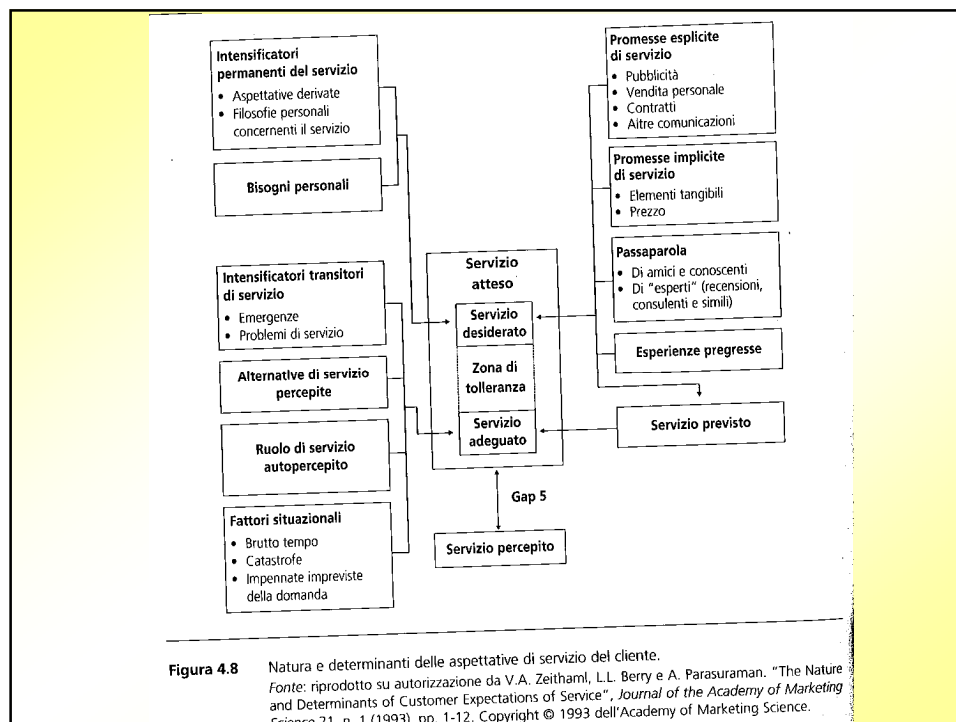 Intensificatori
permanenti del servizio
• Aspettative derivate
• Filosofie personali
concernenti il servizio
Bisogni personali
Intensificatori transitori
di servizio
• Emergenze
• Problemi di servizio
Alternative di servizio
percepite
Ruolo di servizio
autopercepito
Fattori situazionali
• Brutto tempo
• Catastrofe
• Impennate impreviste
della domanda
Servizio
atteso
Servizio
desiderato
Zona di
tolleranza
Servizio
adeguato
Gap 5
Servizio percepito
Promesse esplicite
di servizio
• Pubblicità
• Vendita personale
• Contratti
• Altre comunicazioni
Promesse implicite
di servizio
• Elementi tangibili
• Prezzo
Passaparola
• Di amici e conoscenti
• Di "esperti" (recensioni,
consulenti e simili)
Esperienze pregresse
Servizio previsto
Figura 4.8 Natura e determinanti delle aspettative di servizio del cliente.
Fonte: riprodotto su autorizzazione da V.A. Zeithaml, L.L. Berry e A. Parasuraman. "The Nature
and Determinants of Customer Expectations of Service", Journal of the Academy of Marketing
Science 21, n. 1 (1993), pp. 1-12. Copyright © 1993 dell'Academy of Marketing Science.